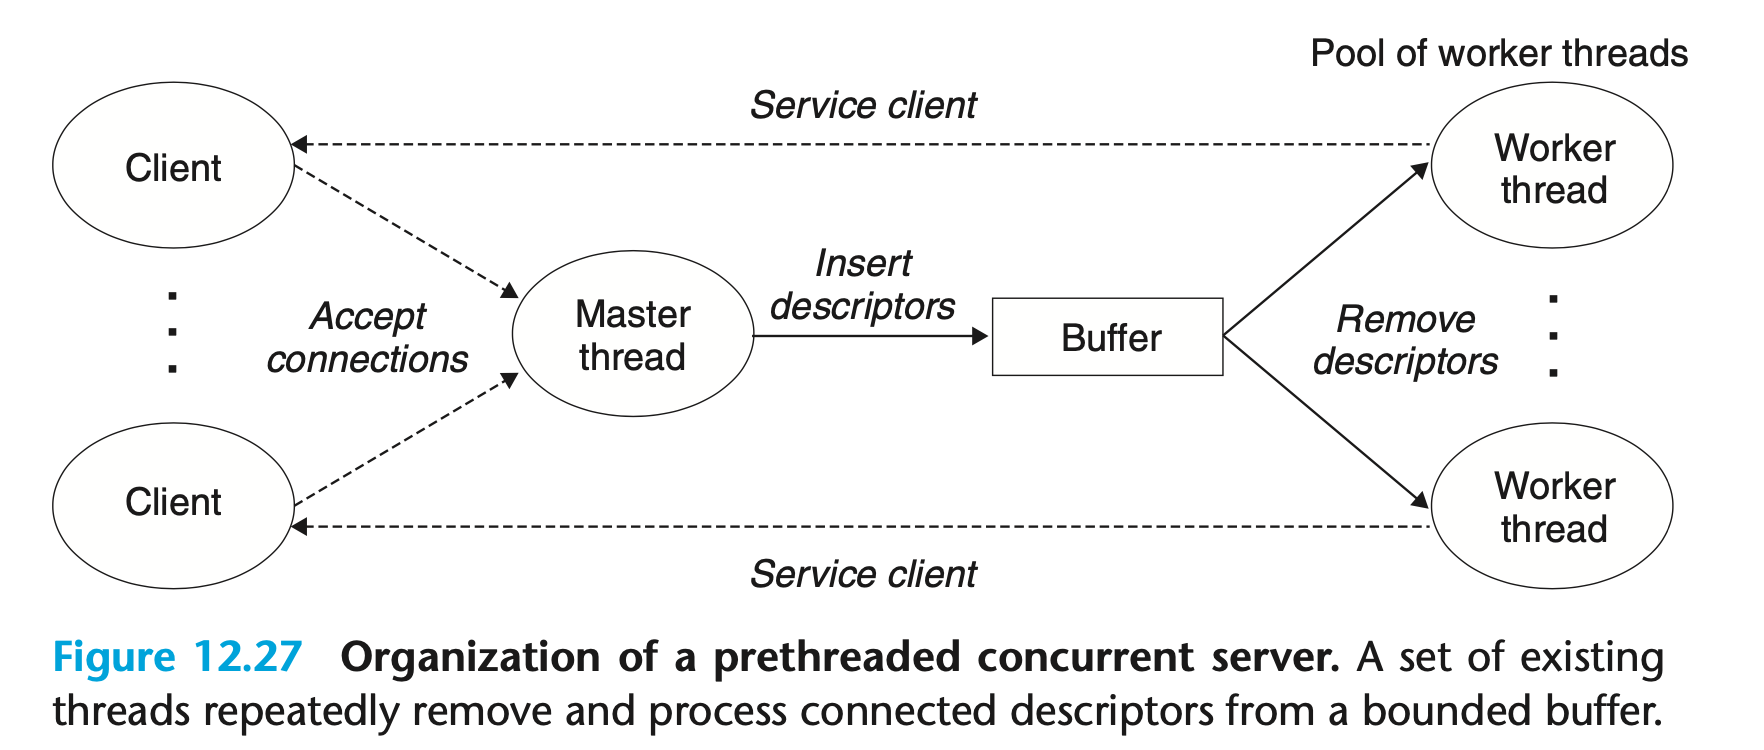 Pool of worker threads
Service client
Client
Worker
thread
Insert
descriptors
Accept
connections
Master
thread
Buffer
Remove
descriptors
Client
Worker
thread
Service client
Figure 12.27 Organization of a prethreaded concurrent server. A set of existing
threads repeatedly remove and process connected descriptors from a bounded buffer.